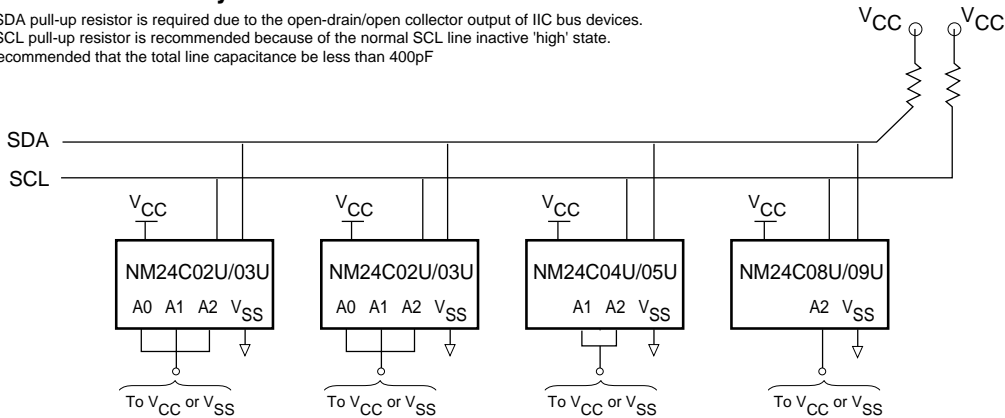 SDA pull-up resistor is required due to the open-drain/open collector output of IIC bus devices.
SCL pull-up resistor is recommended because of the normal SCL line inactive 'high' state.
ecommended that the total line capacitance be less than 400pF
VCC VCC
SDA
SCL
VCC VCC VCC VCC
NM24C02U/03U NM24C02U/03U NM24C04U/05U NM24C08U/09U
A0 A1 A2 VSS A0 A1 A2 VSS A1 A2 VSS A2 VSS
To VCC or VSS To VCC or VSS To VCC or VSS To VCC or VSS